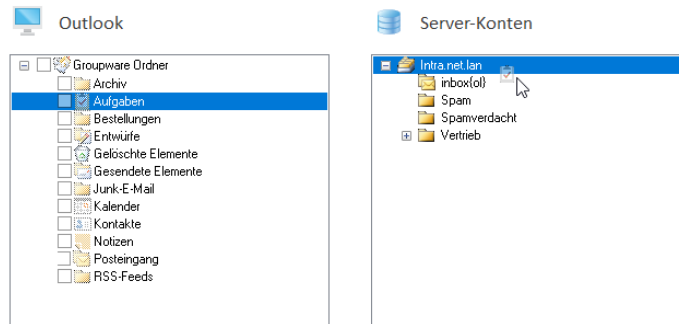 Outlook
Server-Konten
Groupware Ordner
Archiv
Aufgaben
Bestellungen
Entwürfe
Gelöschte Elemente
Gesendete Elemente
Junk-E-Mail
Kalender
Kontakte
Notizen
Posteingang
RSS-Feeds
Intra.net.lan
inbox{ol}
Spam
Spamverdacht
Vertrieb